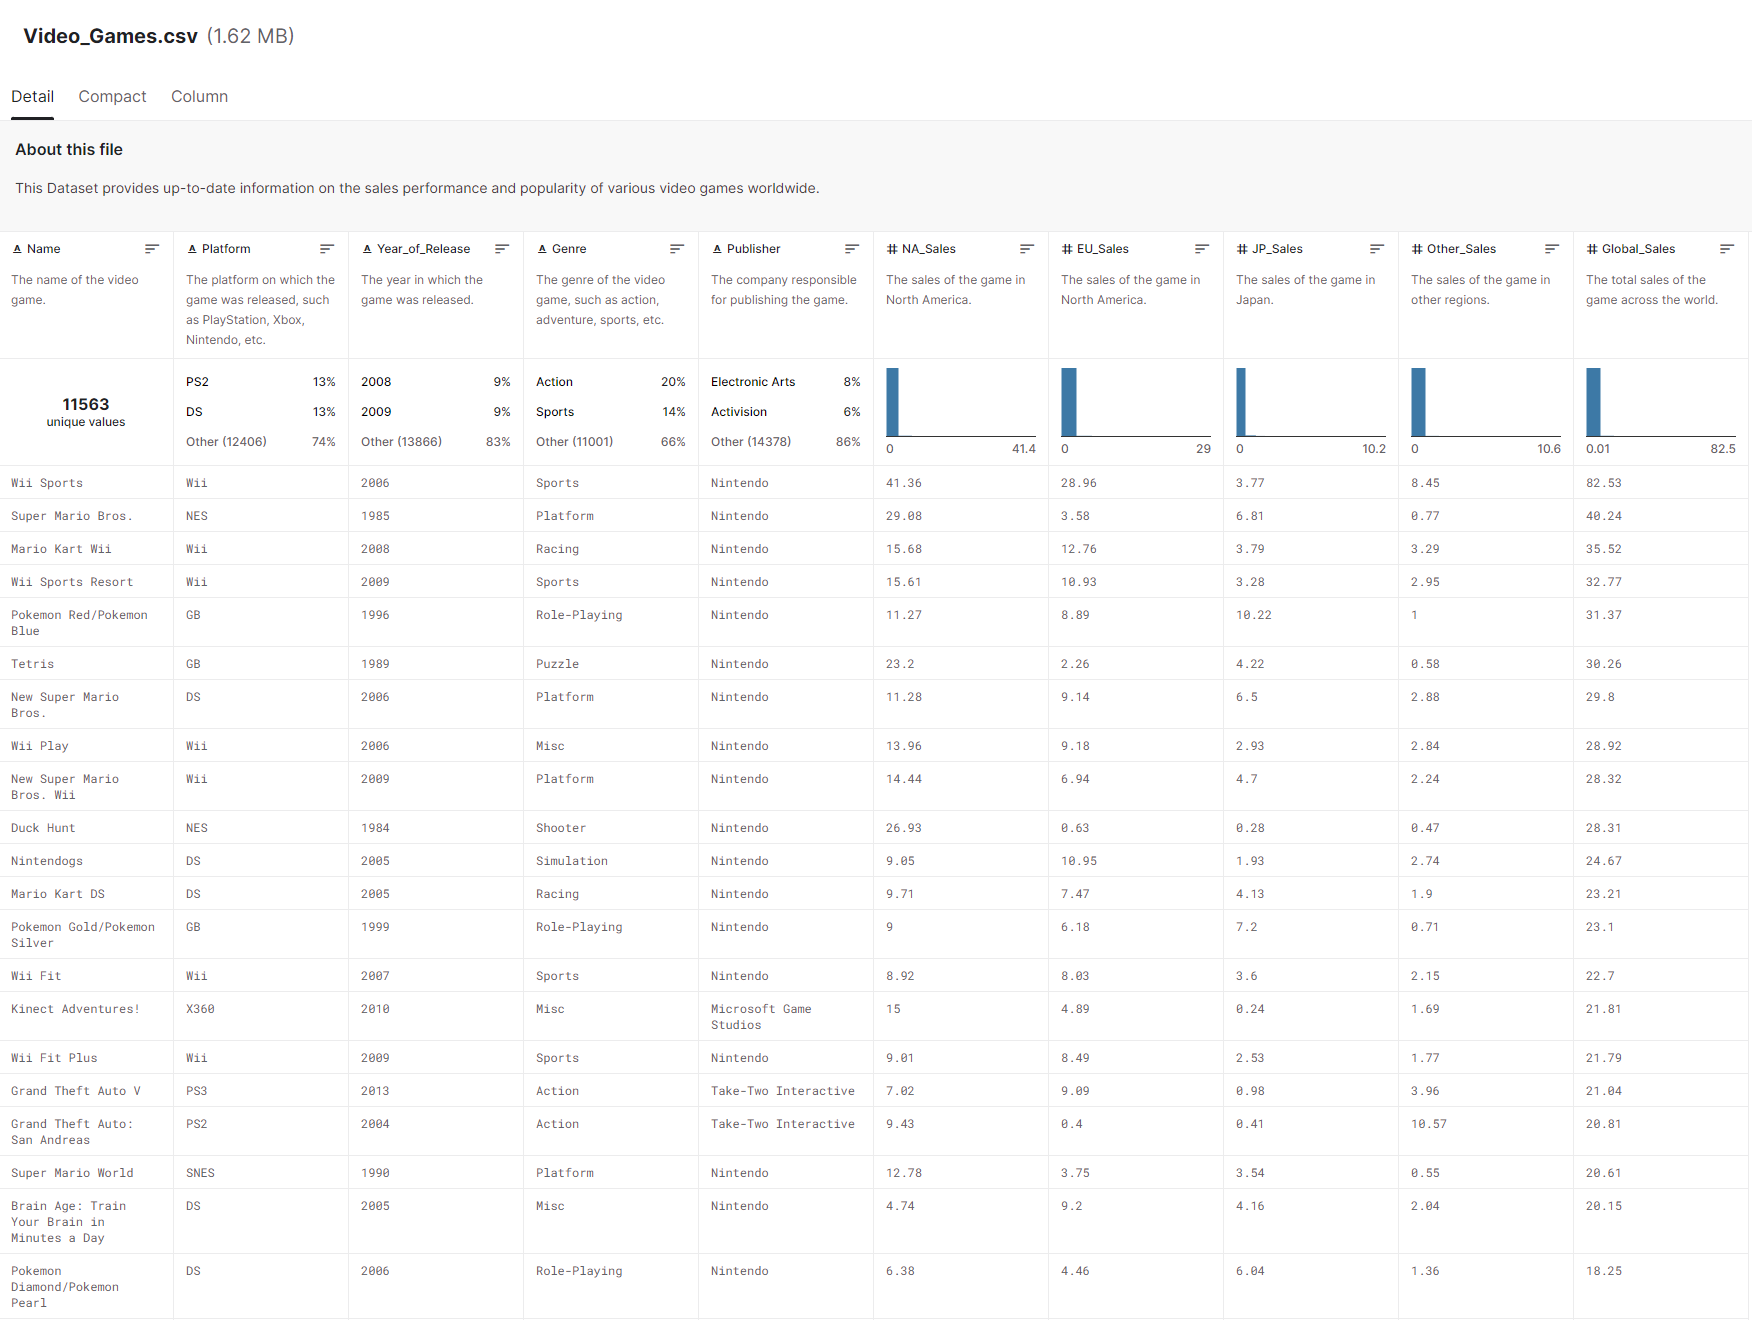 Video_Games.csv (1.62 MB)
Detail Compact Column
About this file
This Dataset provides up-to-date information on the sales performance and popularity of various video games worldwide.
A Name A Platform A Year_of_Release A Genre A Publisher # NA_Sales # EU_Sales # JP_Sales # Other_Sales # Global_Sales
The name of the video game.
The platform on which the game was released, such as PlayStation, Xbox, Nintendo, etc.
The year in which the game was released.
The genre of the video game, such as action, adventure, sports, etc.
The company responsible for publishing the game.
The sales of the game in North America.
The sales of the game in North America.
The sales of the game in Japan.
The sales of the game in other regions.
The total sales of the game across the world.
11563
unique values
PS2 13%
DS 13%
Other (12406) 74%
2008 9%
2009 9%
Other (13866) 83%
Action 20%
Sports 14%
Other (11001) 66%
Electronic Arts 8%
Activision 6%
Other (14378) 86%
0 41.4
0 29
0 10.2
0 10.6
0.01 82.5
Wii Sports Wii 2006 Sports Nintendo 41.36 28.96 3.77 8.45 82.53
Super Mario Bros. NES 1985 Platform Nintendo 29.08 3.58 6.81 0.77 40.24
Mario Kart Wii Wii 2008 Racing Nintendo 15.68 12.76 3.79 3.29 35.52
Wii Sports Resort Wii 2009 Sports Nintendo 15.61 10.93 3.28 2.95 32.77
Pokemon Red/Pokemon Blue GB 1996 Role-Playing Nintendo 11.27 8.89 10.22 1 31.37
Tetris GB 1989 Puzzle Nintendo 23.2 2.26 4.22 0.58 30.26
New Super Mario Bros. DS 2006 Platform Nintendo 11.28 9.14 6.5 2.88 29.8
Wii Play Wii 2006 Misc Nintendo 13.96 9.18 2.93 2.84 28.92
New Super Mario Bros. Wii Wii 2009 Platform Nintendo 14.44 6.94 4.7 2.24 28.32
Duck Hunt NES 1984 Shooter Nintendo 26.93 0.63 0.28 0.47 28.31
Nintendogs DS 2005 Simulation Nintendo 9.05 10.95 1.93 2.74 24.67
Mario Kart DS DS 2005 Racing Nintendo 9.71 7.47 4.13 1.9 23.21
Pokemon Gold/Pokemon Silver GB 1999 Role-Playing Nintendo 9 6.18 7.2 0.71 23.1
Wii Fit Wii 2007 Sports Nintendo 8.92 8.03 3.6 2.15 22.7
Kinect Adventures! X360 2010 Misc Microsoft Game Studios 15 4.89 0.24 1.69 21.81
Wii Fit Plus Wii 2009 Sports Nintendo 9.01 8.49 2.53 1.77 21.79
Grand Theft Auto V PS3 2013 Action Take-Two Interactive 7.02 9.09 0.98 3.96 21.04
Grand Theft Auto: San Andreas PS2 2004 Action Take-Two Interactive 9.43 0.4 0.41 10.57 20.81
Super Mario World SNES 1990 Platform Nintendo 12.78 3.75 3.54 0.55 20.61
Brain Age: Train Your Brain in Minutes a Day DS 2005 Misc Nintendo 4.74 9.2 4.16 2.04 20.15
Pokemon Diamond/Pokemon Pearl DS 2006 Role-Playing Nintendo 6.38 4.46 6.04 1.36 18.25